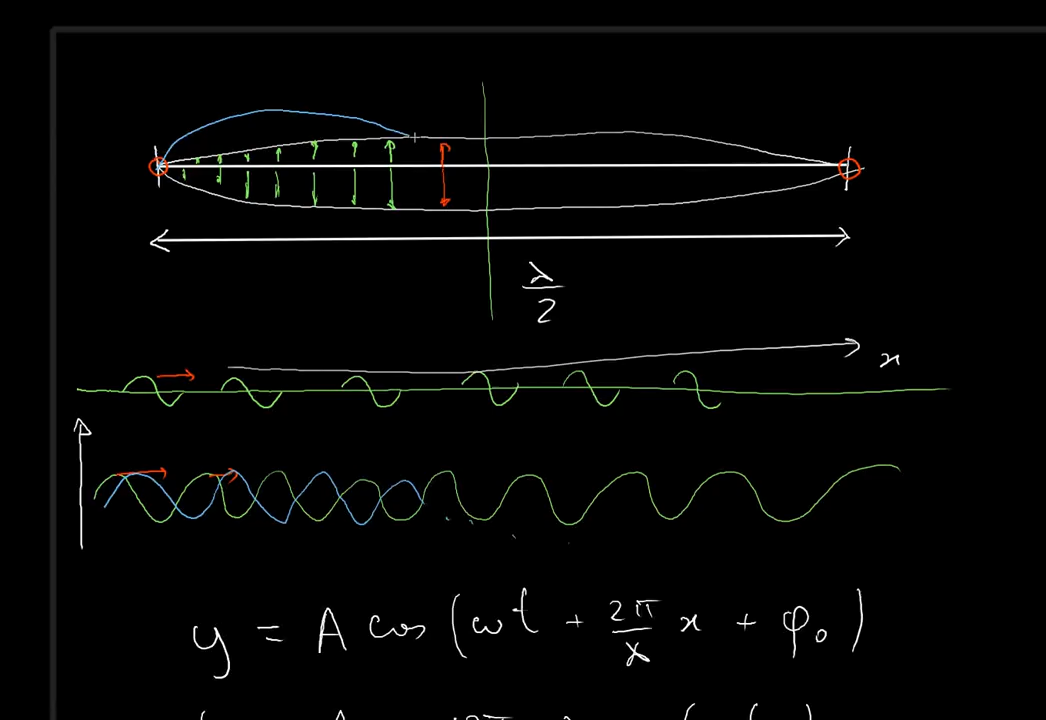 λ/2
x
y = A cos (ωt + 2π/λ x + φ₀)